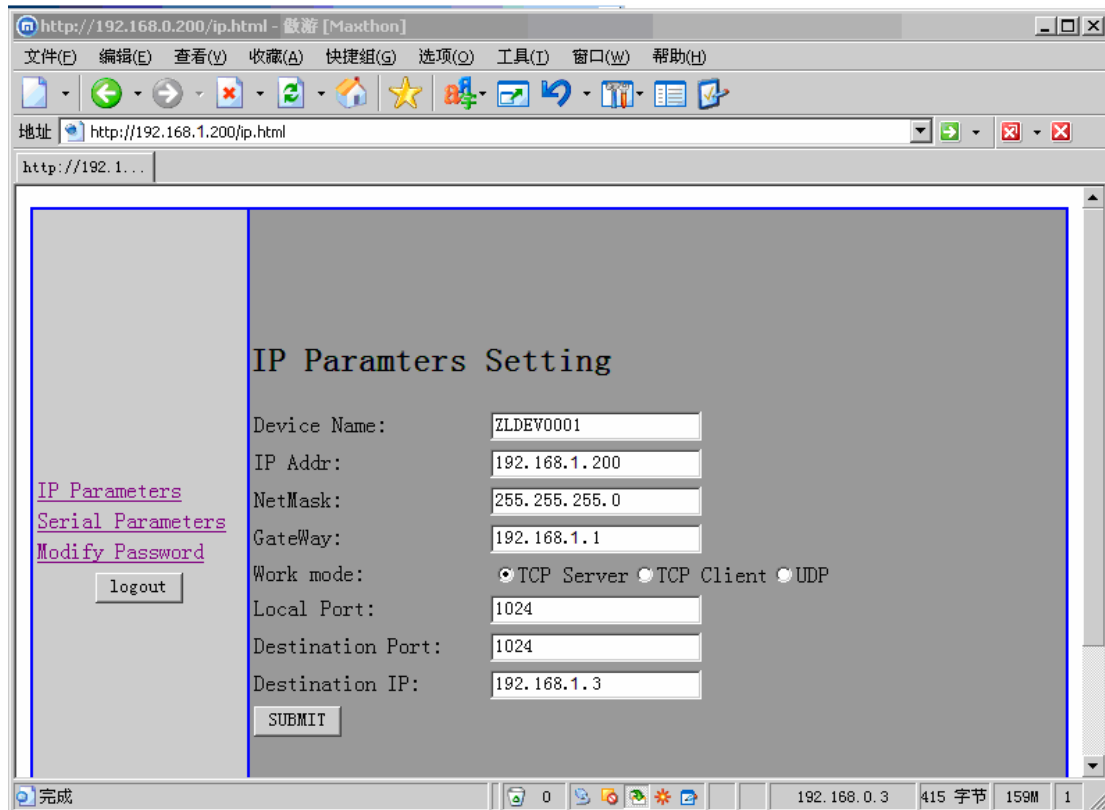 http://192.168.0.200/ip.html - 傲游 [Maxthon]
文件(F) 编辑(E) 查看(V) 收藏(A) 快捷组(G) 选项(O) 工具(T) 窗口(W) 帮助(H)
地址 http://192.168.1.200/ip.html
http://192.1...
IP Paramters Setting
Device Name: ZLDEV0001
IP Addr: 192.168.1.200
NetMask: 255.255.255.0
GateWay: 192.168.1.1
Work mode: TCP Server TCP Client UDP
Local Port: 1024
Destination Port: 1024
Destination IP: 192.168.1.3
SUBMIT
IP Parameters
Serial Parameters
Modify Password
logout
完成 0 192.168.0.3 415 字节 159M 1